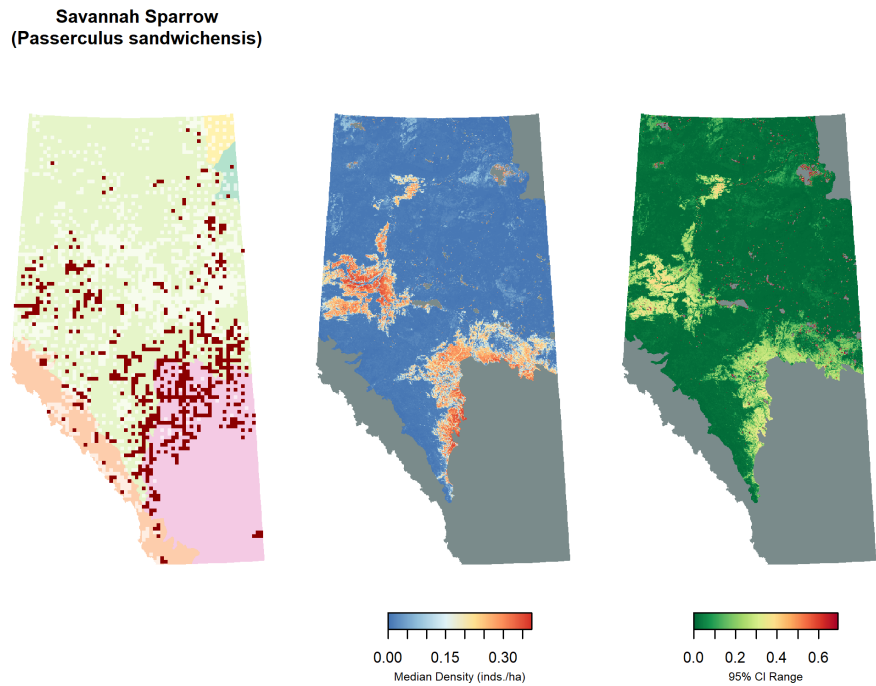 Savannah Sparrow
(Passerculus sandwichensis)
0.00 0.15 0.30
Median Density (inds./ha)
0.0 0.2 0.4 0.6
95% CI Range